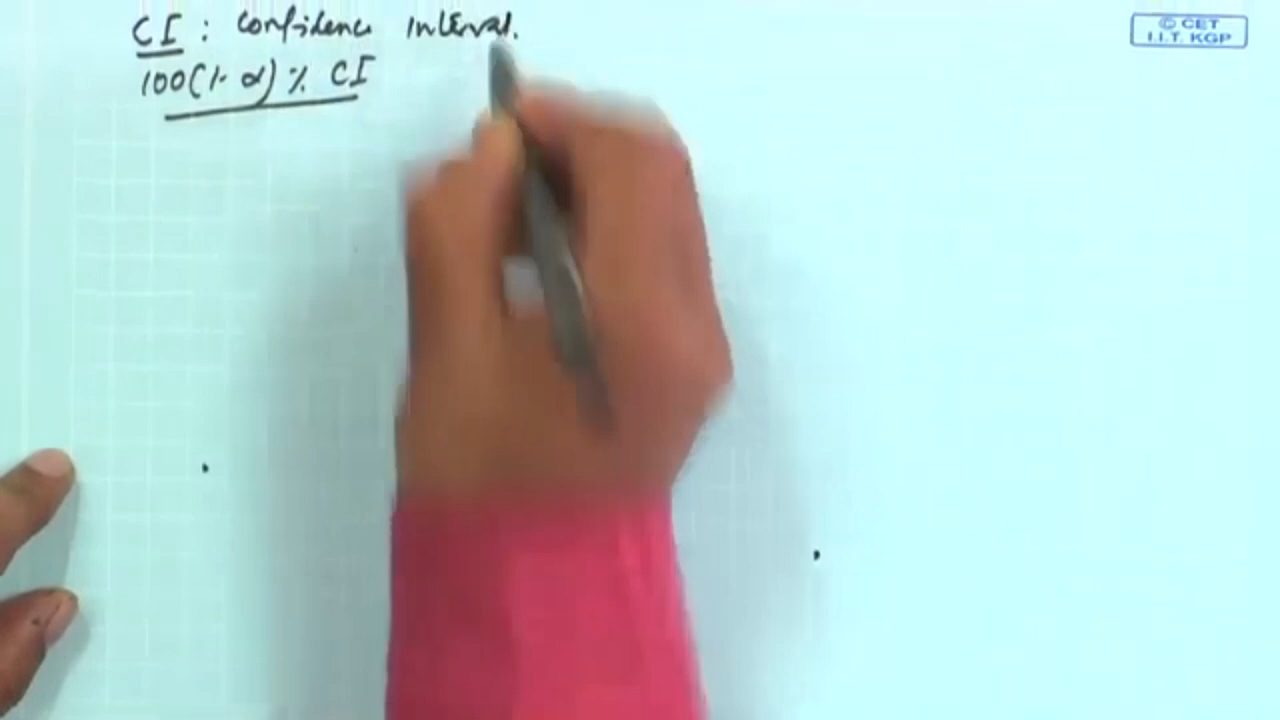 CI : Confidence interval.
100(1-α) % CI
© CET
I.I.T. KGP